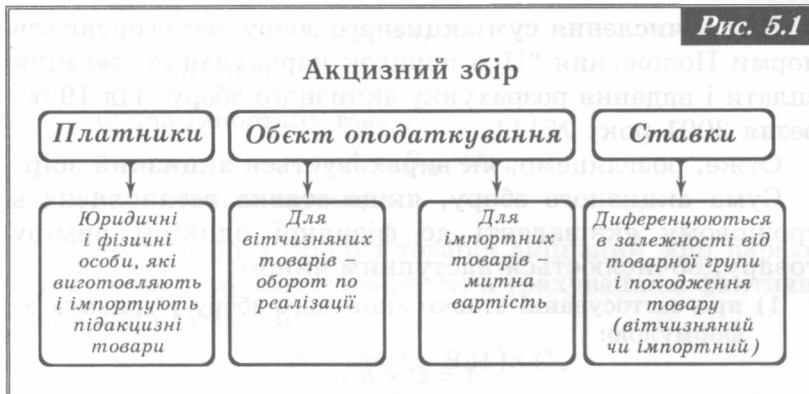 Рис. 5.1
Акцизний збір
Платники
Обєкт оподаткування
Ставки
Юридичні
і фізичні
особи, які
виготовляють
і імпортують
підакцизні
товари
Для
вітчизняних
товарів –
оборот по
реалізації
Для
імпортних
товарів –
митна
вартість
Диференціюються
в залежності від
товарної групи
і походження
товару
(вітчизняний
чи імпортний)